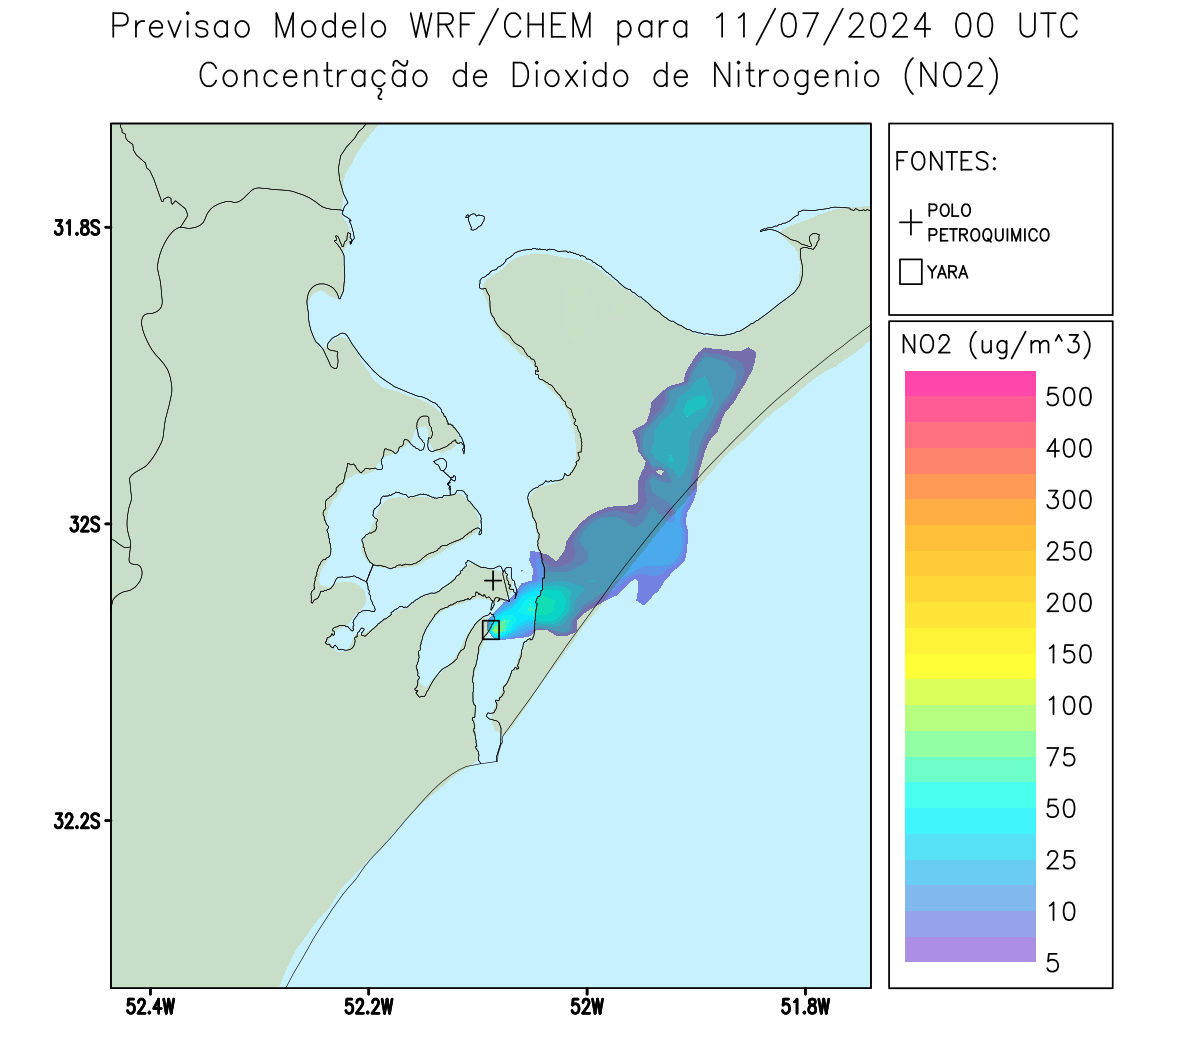 Previsao Modelo WRF/CHEM para 11/07/2024 00 UTC
Concentração de Dioxido de Nitrogenio (NO2)
FONTES:
POLO
PETROQUIMICO
YARA
NO2 (ug/m^3)
500
400
300
250
200
150
100
75
50
25
10
5
31.8S
32S
32.2S
52.4W
52.2W
52W
51.8W